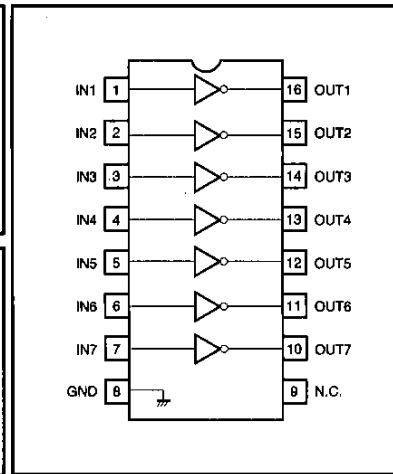 IN1 1 16 OUT1
IN2 2 15 OUT2
IN3 3 14 OUT3
IN4 4 13 OUT4
IN5 5 12 OUT5
IN6 6 11 OUT6
IN7 7 10 OUT7
GND 8 9 N.C.